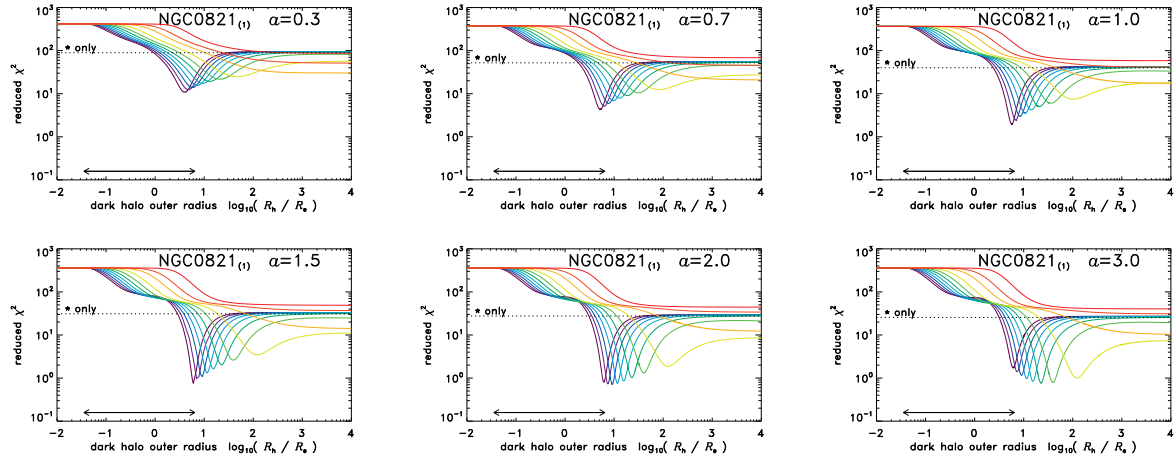 NGC0821(1) a=0.3
* only
reduced χ²
10³
10²
10¹
10⁰
10⁻¹
-2 -1 0 1 2 3 4
dark halo outer radius log₁₀( Rₕ / Rₑ )
NGC0821(1) a=0.7
* only
reduced χ²
10³
10²
10¹
10⁰
10⁻¹
-2 -1 0 1 2 3 4
dark halo outer radius log₁₀( Rₕ / Rₑ )
NGC0821(1) a=1.0
* only
reduced χ²
10³
10²
10¹
10⁰
10⁻¹
-2 -1 0 1 2 3 4
dark halo outer radius log₁₀( Rₕ / Rₑ )
NGC0821(1) a=1.5
* only
reduced χ²
10³
10²
10¹
10⁰
10⁻¹
-2 -1 0 1 2 3 4
dark halo outer radius log₁₀( Rₕ / Rₑ )
NGC0821(1) a=2.0
* only
reduced χ²
10³
10²
10¹
10⁰
10⁻¹
-2 -1 0 1 2 3 4
dark halo outer radius log₁₀( Rₕ / Rₑ )
NGC0821(1) a=3.0
* only
reduced χ²
10³
10²
10¹
10⁰
10⁻¹
-2 -1 0 1 2 3 4
dark halo outer radius log₁₀( Rₕ / Rₑ )